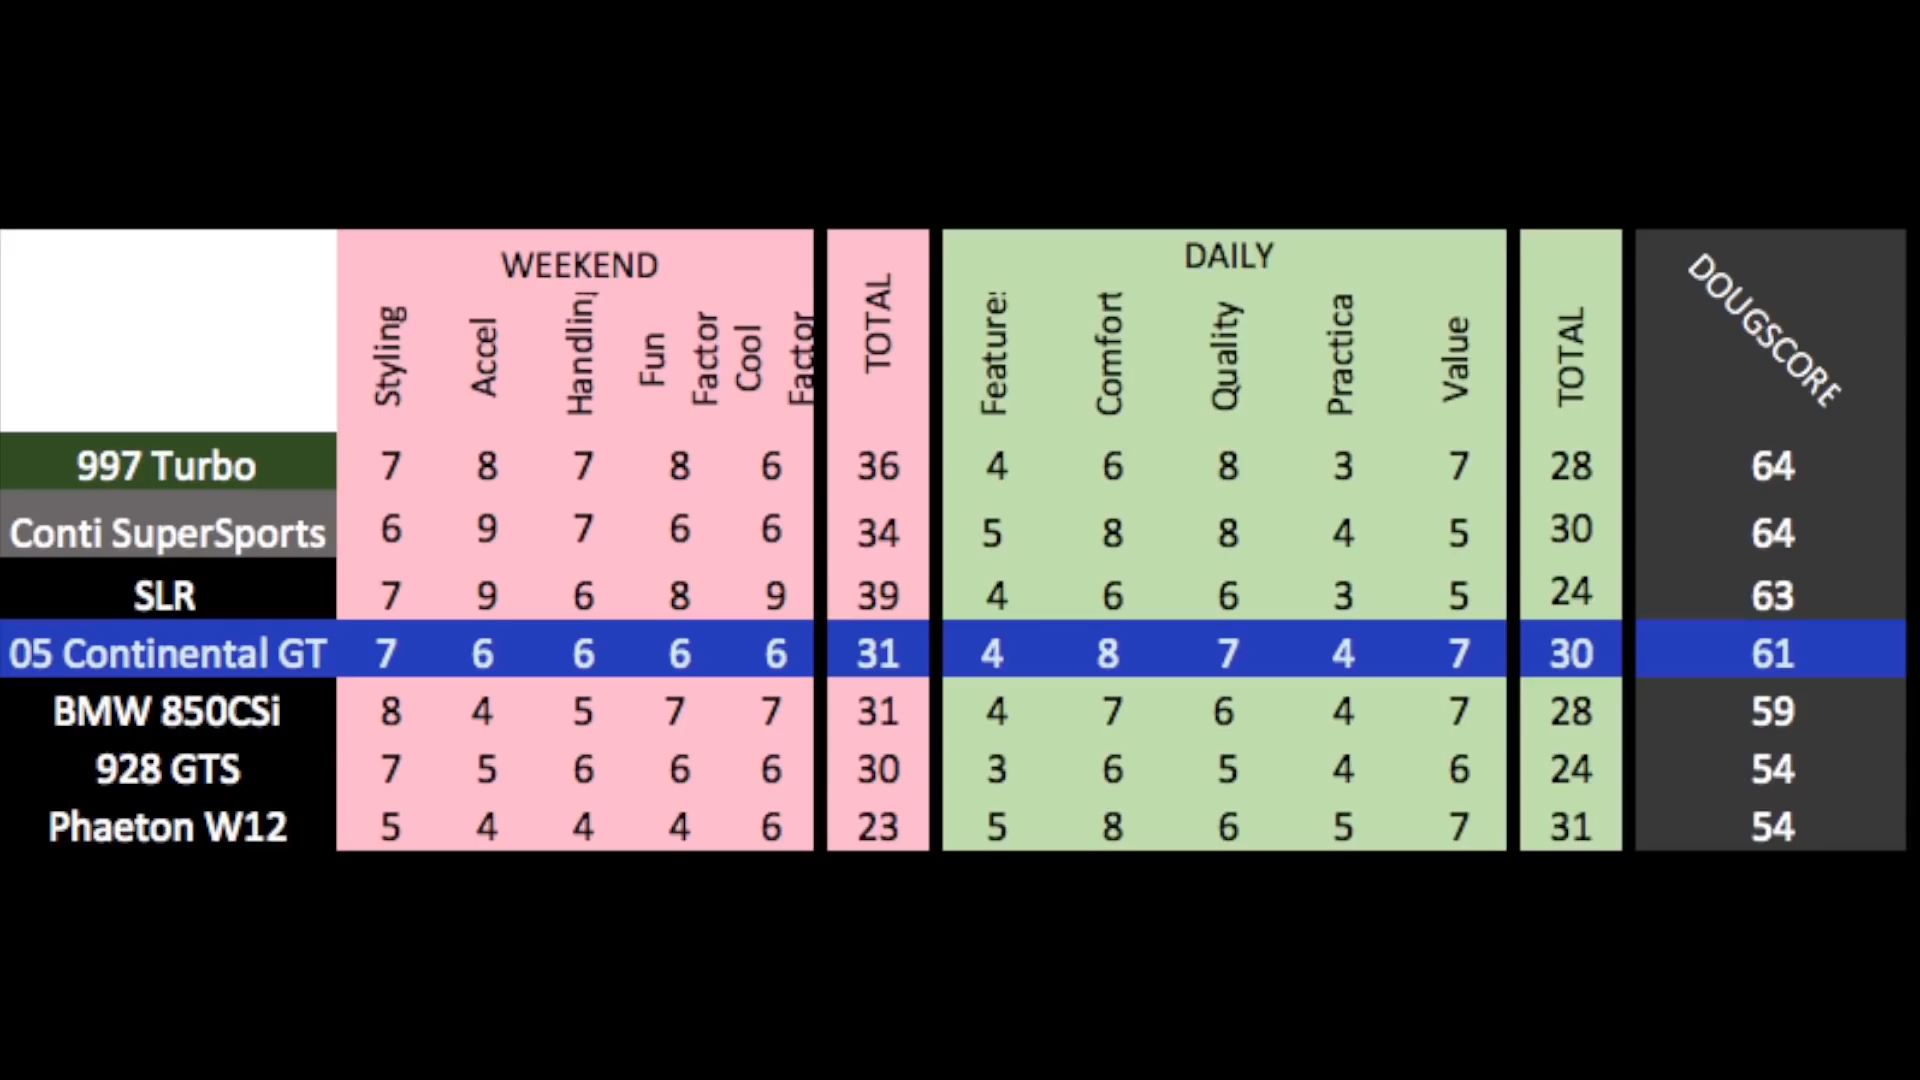 WEEKEND DAILY
Styling Accel Handling Fun Factor Cool Factor TOTAL Features Comfort Quality Practica Value TOTAL DOUGSCORE
997 Turbo 7 8 7 8 6 36 4 6 8 3 7 28 64
Conti SuperSports 6 9 7 6 6 34 5 8 8 4 5 30 64
SLR 7 9 6 8 9 39 4 6 6 3 5 24 63
05 Continental GT 7 6 6 6 6 31 4 8 7 4 7 30 61
BMW 850CSi 8 4 5 7 7 31 4 7 6 4 7 28 59
928 GTS 7 5 6 6 6 30 3 6 5 4 6 24 54
Phaeton W12 5 4 4 4 6 23 5 8 6 5 7 31 54